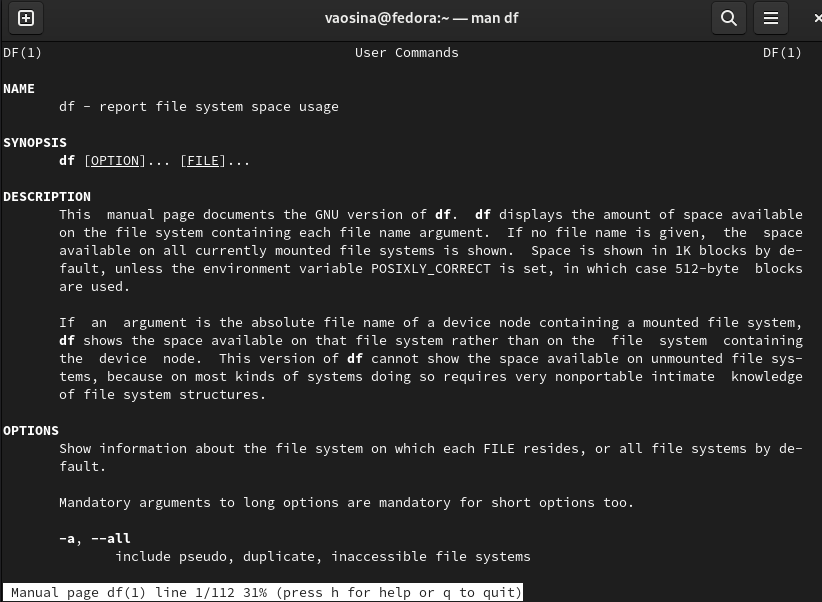 vaosina@fedora:~ — man df
DF(1) User Commands DF(1)
NAME
df - report file system space usage
SYNOPSIS
df [OPTION]... [FILE]...
DESCRIPTION
This manual page documents the GNU version of df. df displays the amount of space available
on the file system containing each file name argument. If no file name is given, the space
available on all currently mounted file systems is shown. Space is shown in 1K blocks by de-
fault, unless the environment variable POSIXLY_CORRECT is set, in which case 512-byte blocks
are used.
If an argument is the absolute file name of a device node containing a mounted file system,
df shows the space available on that file system rather than on the file system containing
the device node. This version of df cannot show the space available on unmounted file sys-
tems, because on most kinds of systems doing so requires very nonportable intimate knowledge
of file system structures.
OPTIONS
Show information about the file system on which each FILE resides, or all file systems by de-
fault.
Mandatory arguments to long options are mandatory for short options too.
-a, --all
include pseudo, duplicate, inaccessible file systems
Manual page df(1) line 1/112 31% (press h for help or q to quit)